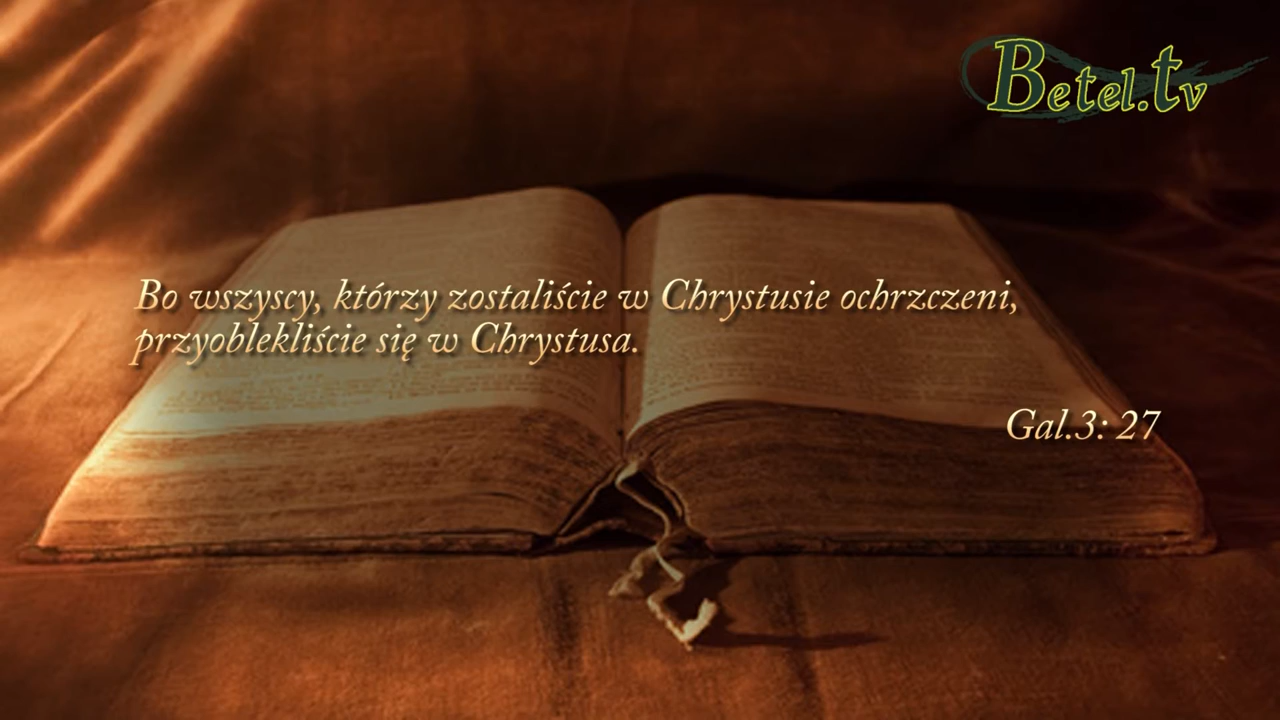 Betel.tv
Bo wszyscy, którzy zostaliście w Chrystusie ochrzczeni,
przyoblekliście się w Chrystusa.
Gal.3: 27